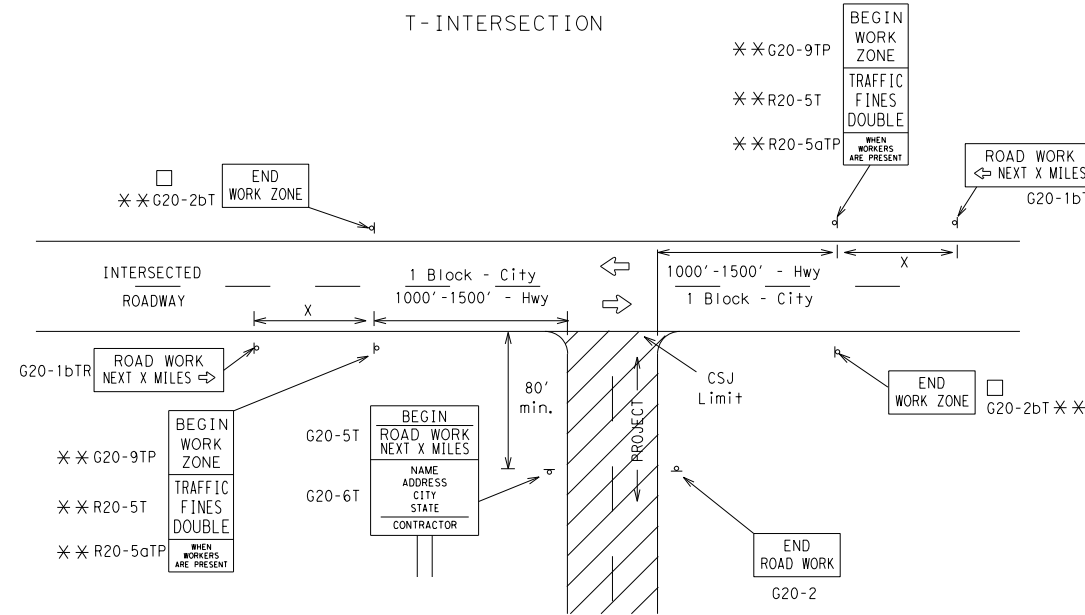 T-INTERSECTION
**G20-9TP
BEGIN
WORK
ZONE
**R20-5T
TRAFFIC
FINES
DOUBLE
**R20-5aTP
WHEN
WORKERS
ARE PRESENT
ROAD WORK
⇦ NEXT X MILES
G20-1bT
□
**G20-2bT
END
WORK ZONE
INTERSECTED
ROADWAY
X
1 Block - City
1000'-1500' - Hwy
1000'-1500' - Hwy
1 Block - City
X
G20-1bTR
ROAD WORK
NEXT X MILES ⇨
80'
min.
CSJ
Limit
PROJECT
END
WORK ZONE
□
G20-2bT **
**G20-9TP
BEGIN
WORK
ZONE
**R20-5T
TRAFFIC
FINES
DOUBLE
**R20-5aTP
WHEN
WORKERS
ARE PRESENT
G20-5T
BEGIN
ROAD WORK
NEXT X MILES
G20-6T
NAME
ADDRESS
CITY
STATE
CONTRACTOR
END
ROAD WORK
G20-2